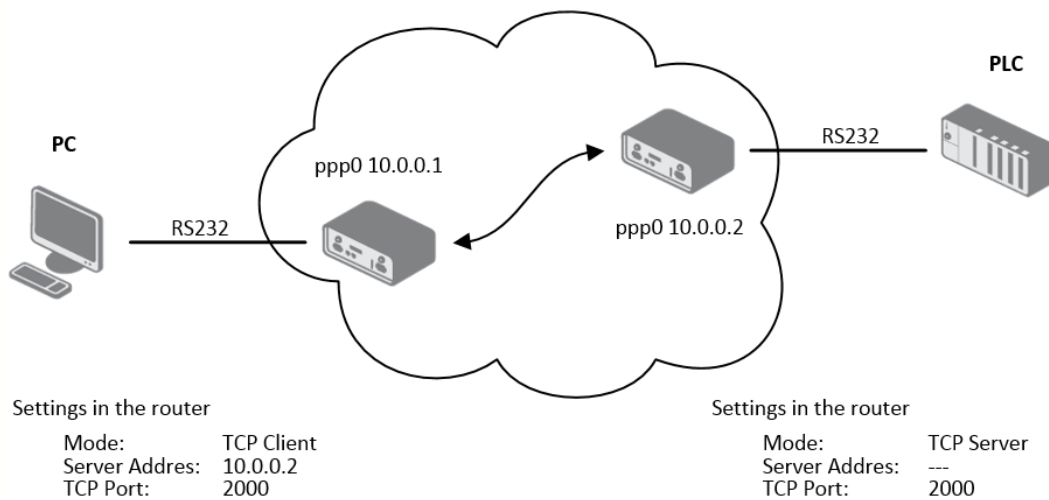 PLC
PC
RS232
ppp0 10.0.0.1
RS232
ppp0 10.0.0.2
Settings in the router
Mode: TCP Client
Server Addres: 10.0.0.2
TCP Port: 2000
Settings in the router
Mode: TCP Server
Server Addres: ---
TCP Port: 2000